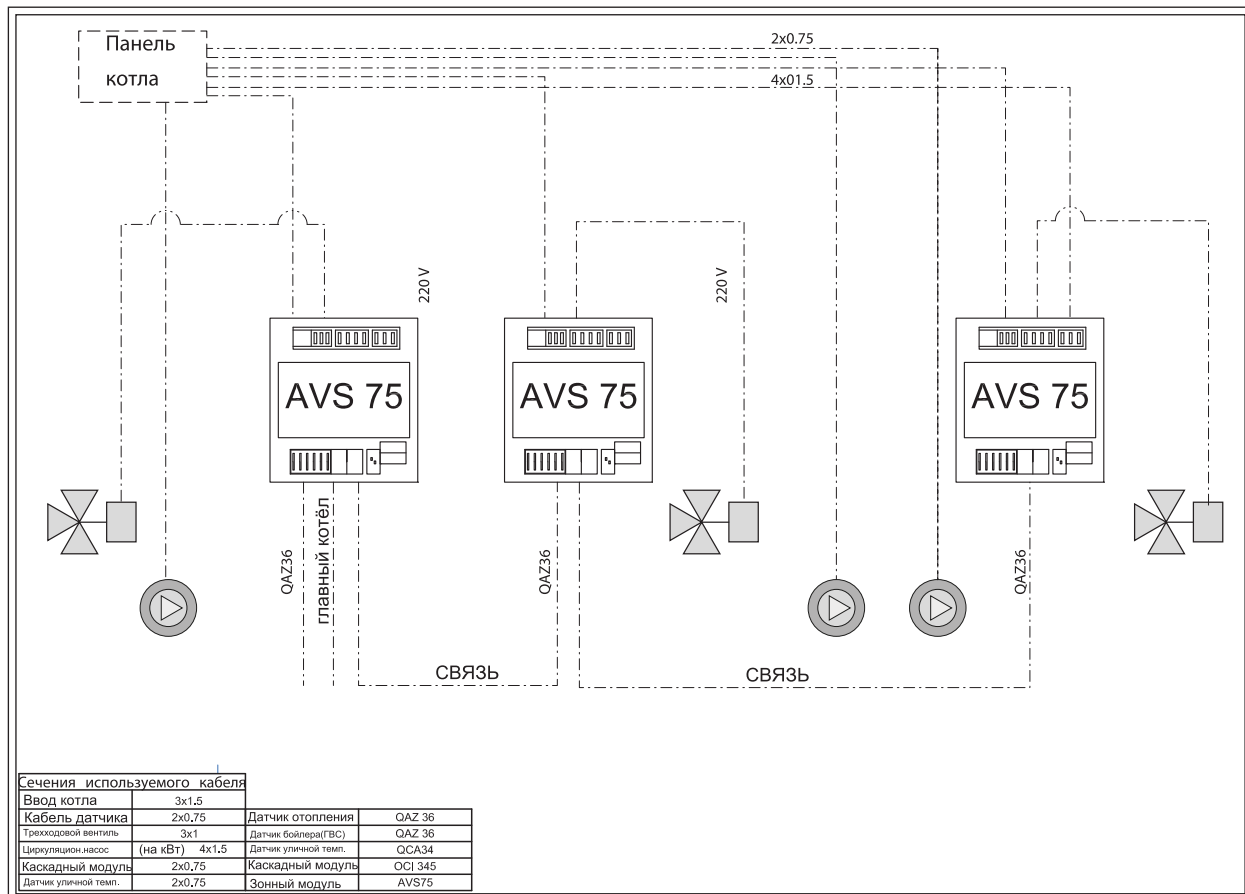 Панель
котла
2x0.75
4x01.5
220 V
220 V
AVS 75
AVS 75
AVS 75
QAZ36
главный котёл
QAZ36
QAZ36
СВЯЗЬ
СВЯЗЬ
Сечения используемого кабеля
Ввод котла 3x1.5
Кабель датчика 2x0.75 Датчик отопления QAZ 36
Трехходовой вентиль 3x1 Датчик бойлера(ГВС) QAZ 36
Циркуляцион.насос (на кВт) 4x1.5 Датчик уличной темп. QCA34
Каскадный модуль 2x0.75 Каскадный модуль OCI 345
Датчик уличной темп. 2x0.75 Зонный модуль AVS75